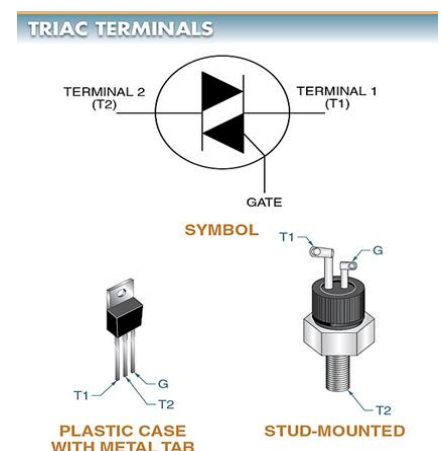 TRIAC TERMINALS
TERMINAL 2
(T2)
TERMINAL 1
(T1)
GATE
SYMBOL
T1
G
T2
PLASTIC CASE
WITH METAL TAB
T1
G
T2
STUD-MOUNTED